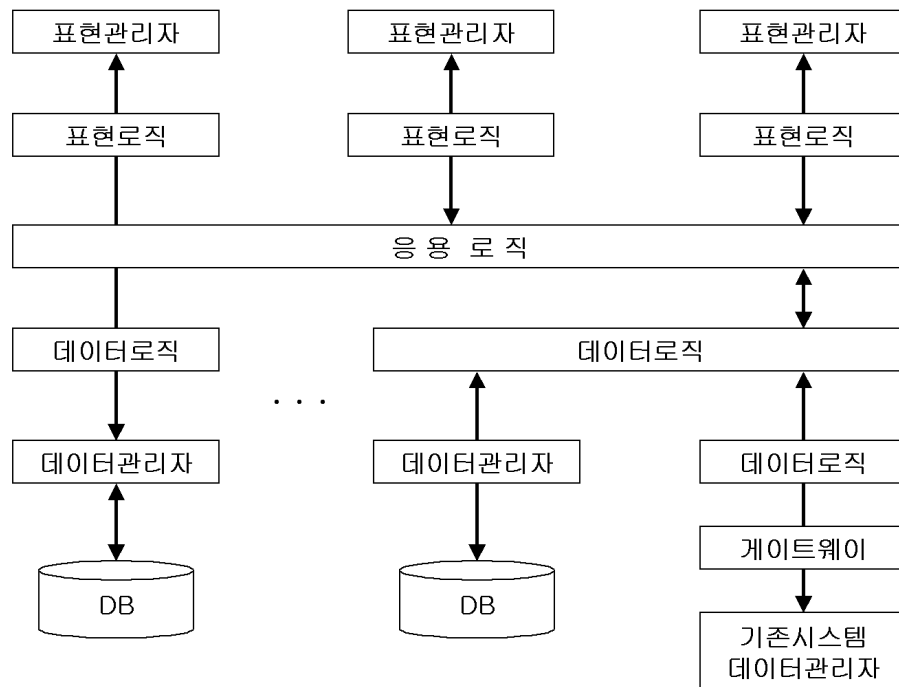 표현관리자 표현관리자 표현관리자
표현로직 표현로직 표현로직
응 용 로 직
데이터로직 데이터로직
. . .
데이터관리자 데이터관리자 데이터로직
게이트웨이
DB DB
기존시스템
데이터관리자